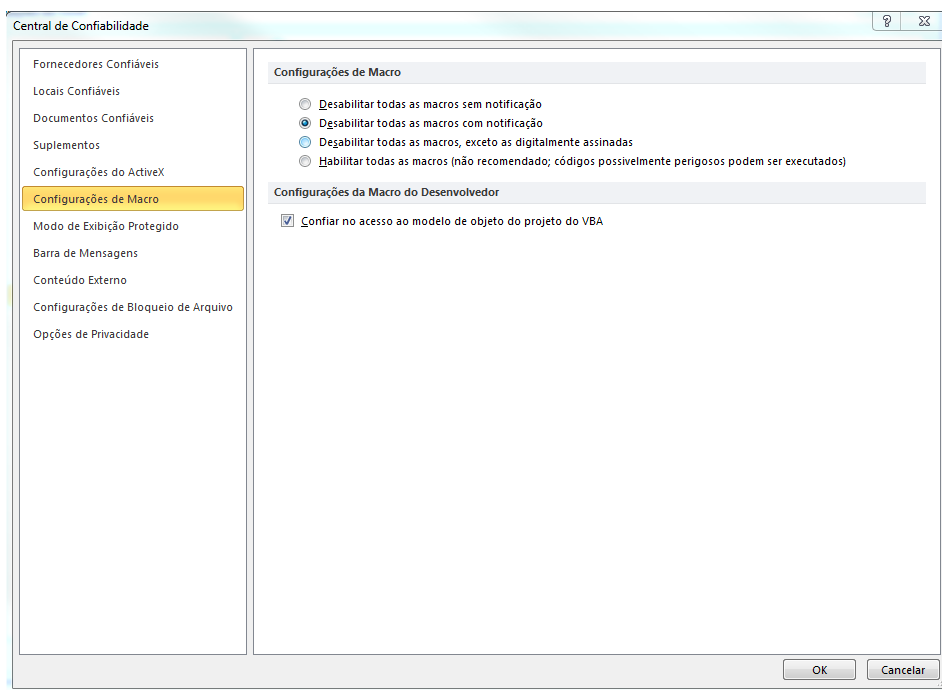 Central de Confiabilidade
Fornecedores Confiáveis
Locais Confiáveis
Documentos Confiáveis
Suplementos
Configurações do ActiveX
Configurações de Macro
Modo de Exibição Protegido
Barra de Mensagens
Conteúdo Externo
Configurações de Bloqueio de Arquivo
Opções de Privacidade
Configurações de Macro
Desabilitar todas as macros sem notificação
Desabilitar todas as macros com notificação
Desabilitar todas as macros, exceto as digitalmente assinadas
Habilitar todas as macros (não recomendado; códigos possivelmente perigosos podem ser executados)
Configurações da Macro do Desenvolvedor
Confiar no acesso ao modelo de objeto do projeto do VBA
OK
Cancelar